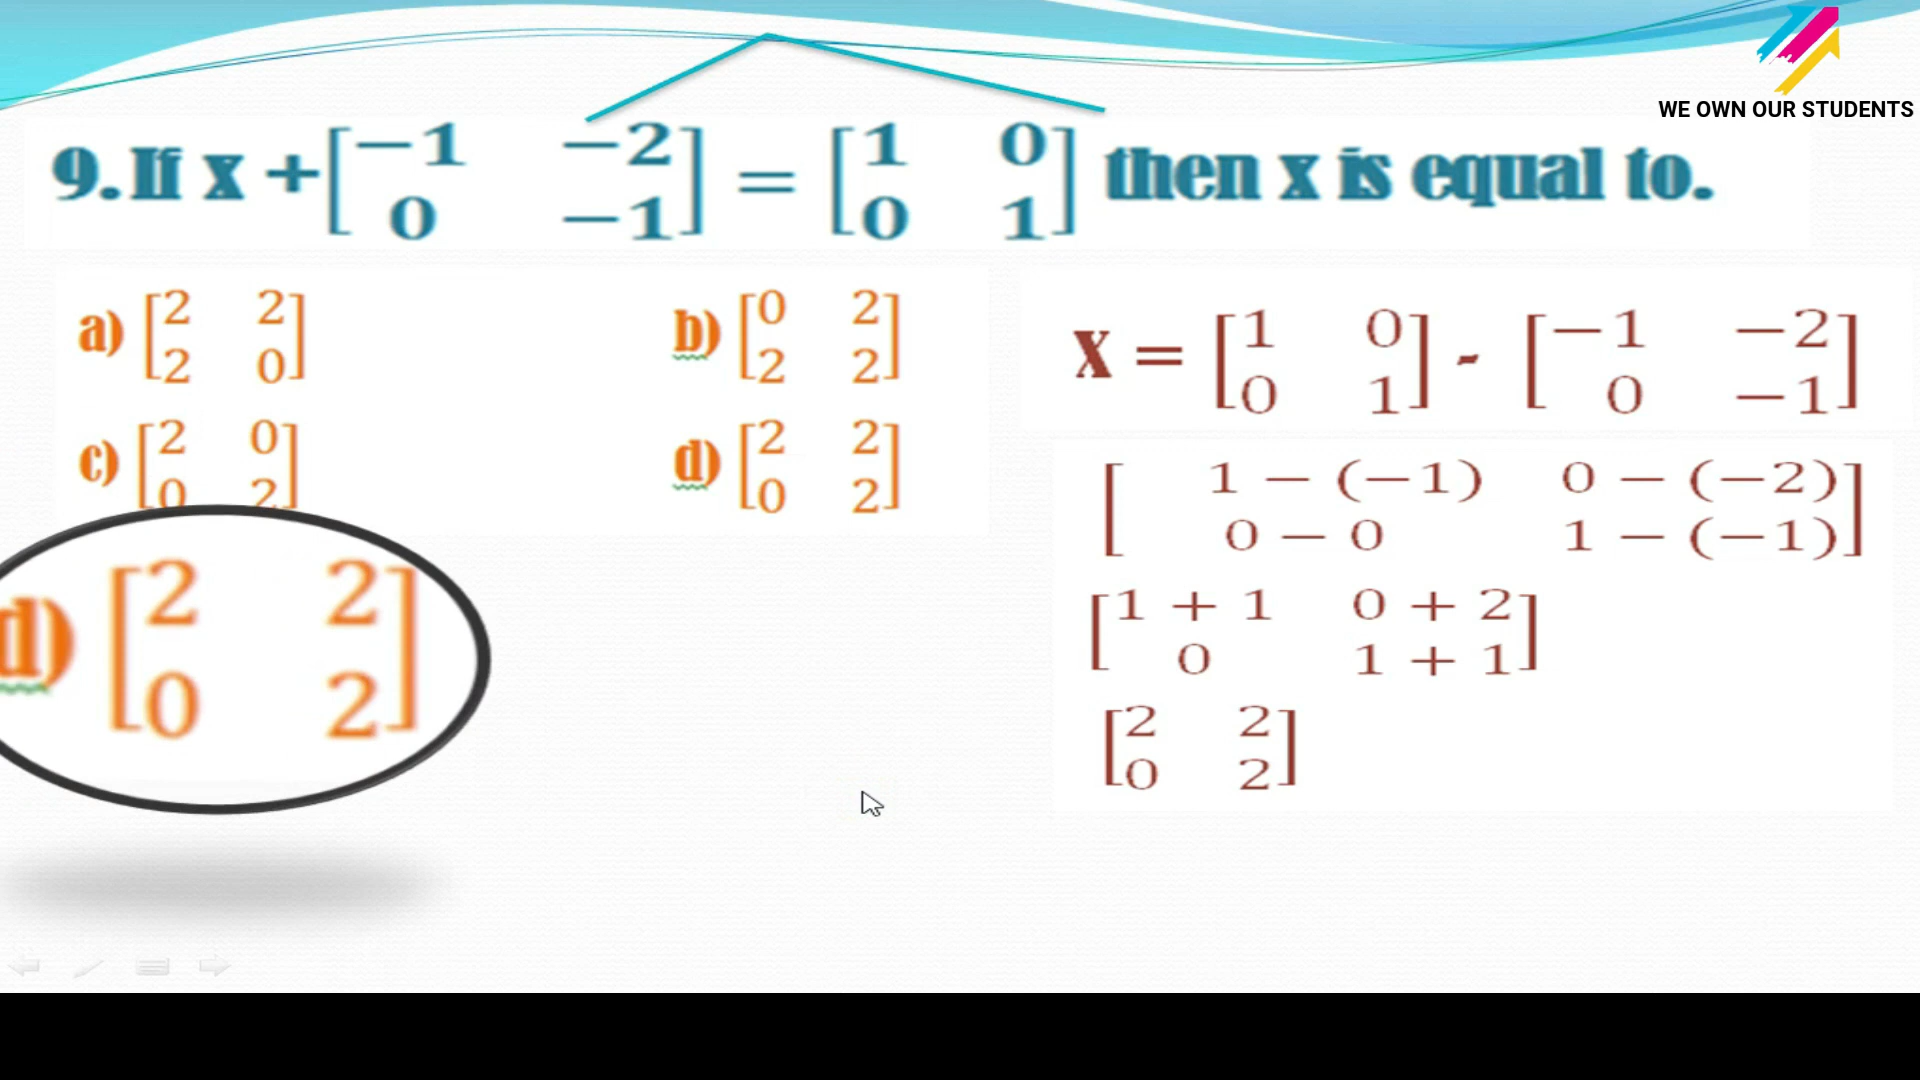 WE OWN OUR STUDENTS
9. If x + [−1 −2 0 −1] = [1 0 0 1] then x is equal to.
a) [2 2 2 0]
b) [0 2 2 2]
c) [2 0 0 2]
d) [2 2 0 2]
d) [2 2 0 2]
X = [1 0 0 1] - [−1 −2 0 −1]
[1 − (−1) 0 − (−2)
0 − 0 1 − (−1)]
[1 + 1 0 + 2
0 1 + 1]
[2 2
0 2]